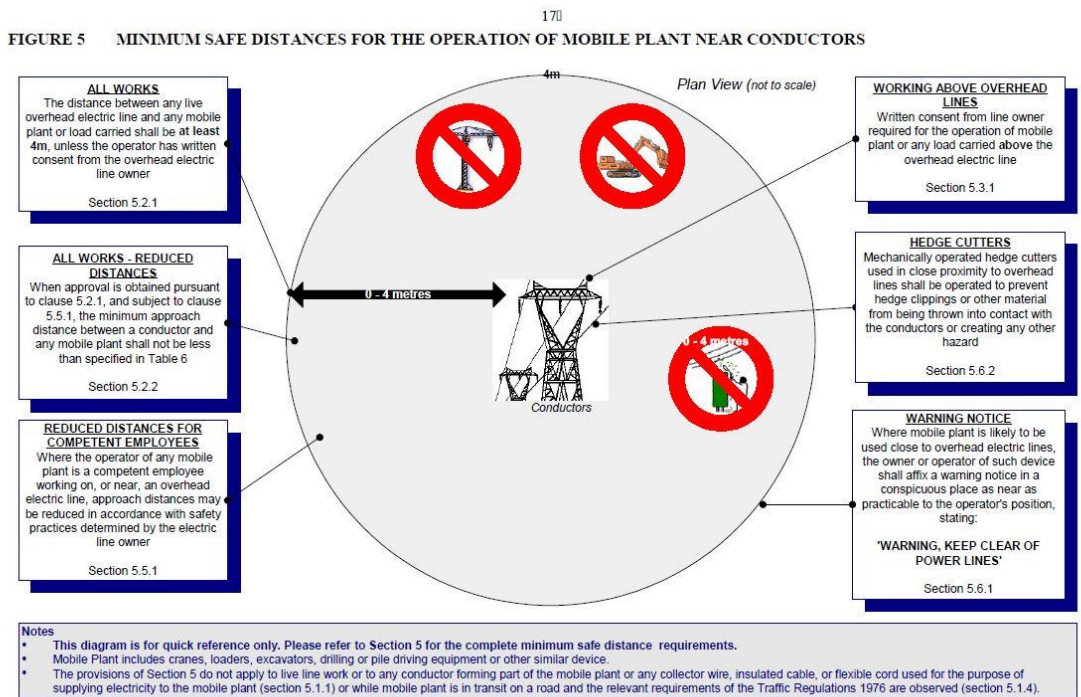 17
FIGURE 5 MINIMUM SAFE DISTANCES FOR THE OPERATION OF MOBILE PLANT NEAR CONDUCTORS
4m
Plan View (not to scale)
ALL WORKS
The distance between any live
overhead electric line and any mobile
plant or load carried shall be at least
4m, unless the operator has written
consent from the overhead electric
line owner
Section 5.2.1
ALL WORKS - REDUCED
DISTANCES
When approval is obtained pursuant
to clause 5.2.1, and subject to clause
5.5.1, the minimum approach
distance between a conductor and
any mobile plant shall not be less
than specified in Table 6
Section 5.2.2
REDUCED DISTANCES FOR
COMPETENT EMPLOYEES
Where the operator of any mobile
plant is a competent employee
working on, or near, an overhead
electric line, approach distances may
be reduced in accordance with safety
practices determined by the electric
line owner
Section 5.5.1
0 - 4 metres
Conductors
0 - 4 metres
WORKING ABOVE OVERHEAD
LINES
Written consent from line owner
required for the operation of mobile
plant or any load carried above the
overhead electric line
Section 5.3.1
HEDGE CUTTERS
Mechanically operated hedge cutters
used in close proximity to overhead
lines shall be operated to prevent
hedge clippings or other material
from being thrown into contact with
the conductors or creating any other
hazard
Section 5.6.2
WARNING NOTICE
Where mobile plant is likely to be
used close to overhead electric lines,
the owner or operator of such device
shall affix a warning notice in a
conspicuous place as near as
practicable to the operator's position,
stating:
'WARNING, KEEP CLEAR OF
POWER LINES'
Section 5.6.1
Notes
• This diagram is for quick reference only. Please refer to Section 5 for the complete minimum safe distance requirements.
• Mobile Plant includes cranes, loaders, excavators, drilling or pile driving equipment or other similar device.
• The provisions of Section 5 do not apply to live line work or to any conductor forming part of the mobile plant or any collector wire, insulated cable, or flexible cord used for the purpose of
supplying electricity to the mobile plant (section 5.1.1) or while mobile plant is in transit on a road and the relevant requirements of the Traffic Regulations 1976 are observed (section 5.1.4).